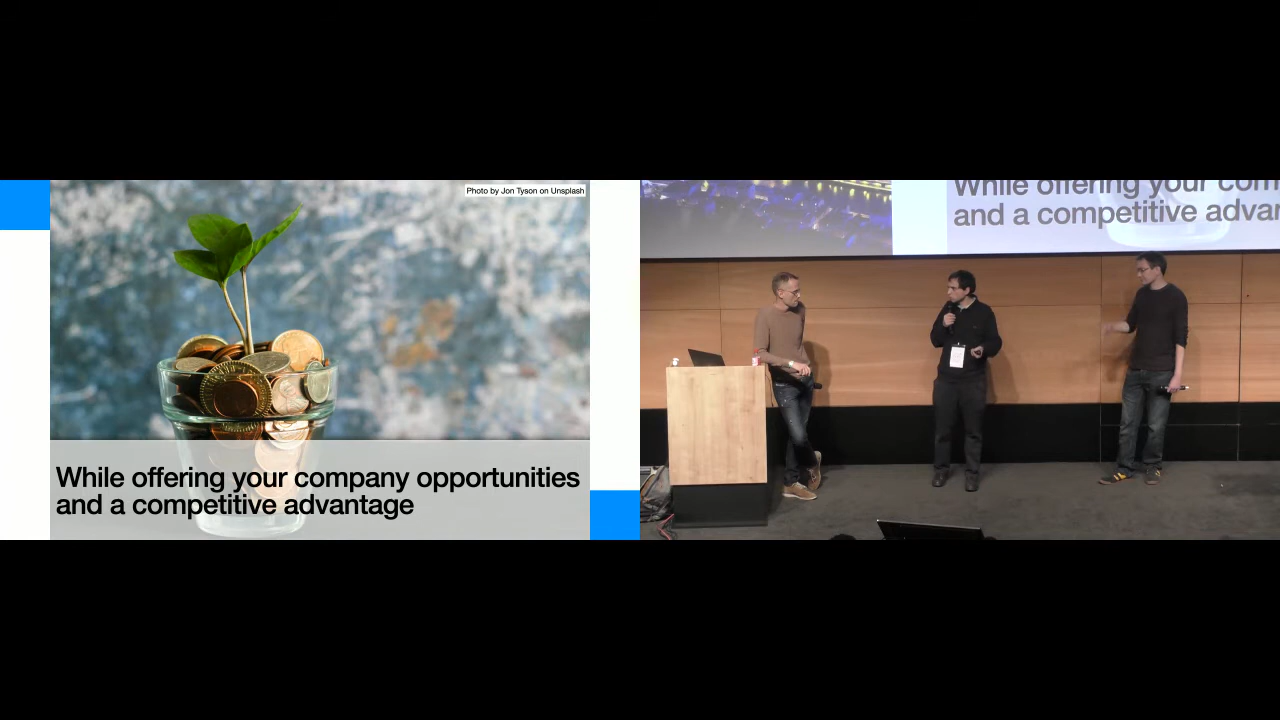 Photo by Jon Tyson on Unsplash
While offering your company opportunities
and a competitive advantage
While offering your com
and a competitive advar